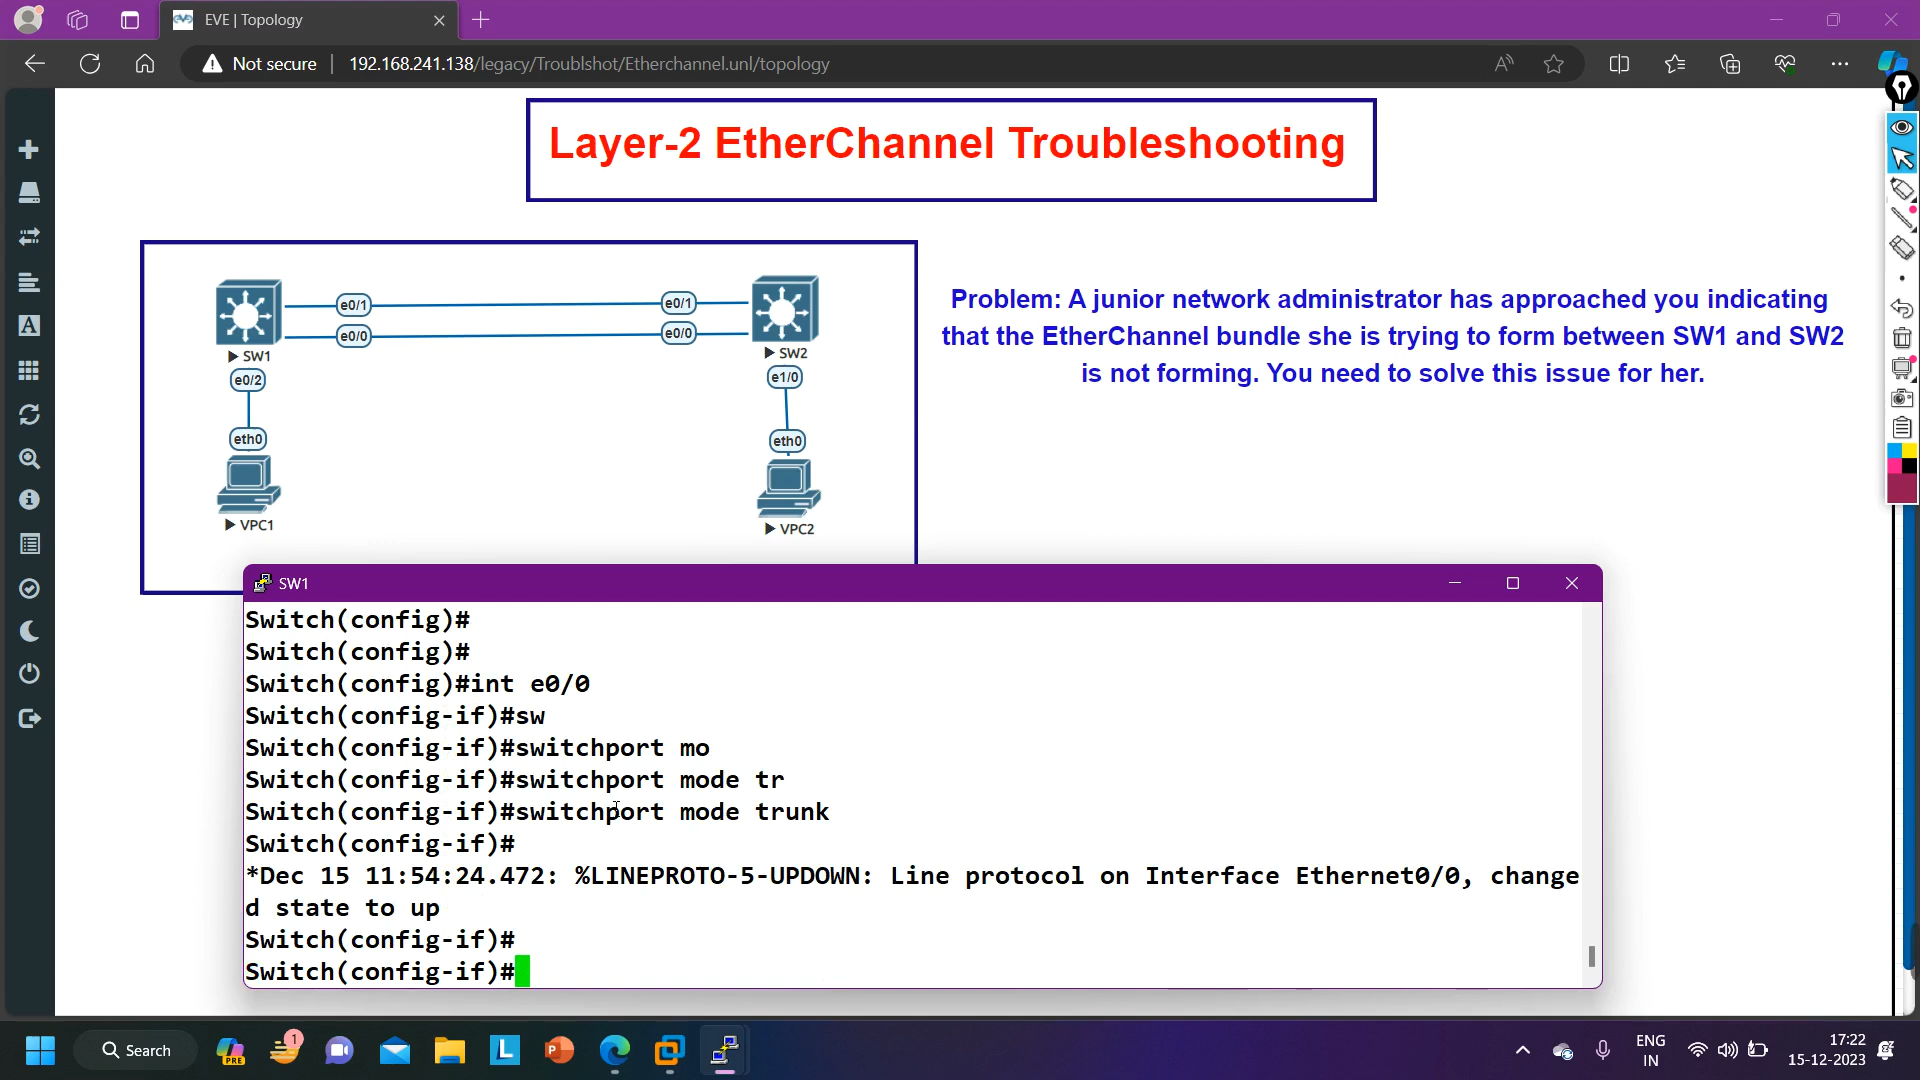 EVE | Topology
Not secure
192.168.241.138/legacy/Troublshot/Etherchannel.unl/topology
Layer-2 EtherChannel Troubleshooting
Problem: A junior network administrator has approached you indicating
that the EtherChannel bundle she is trying to form between SW1 and SW2
is not forming. You need to solve this issue for her.
e0/1
e0/1
e0/0
e0/0
SW1
SW2
e0/2
e1/0
eth0
eth0
VPC1
VPC2
SW1
Switch(config)#
Switch(config)#
Switch(config)#int e0/0
Switch(config-if)#sw
Switch(config-if)#switchport mo
Switch(config-if)#switchport mode tr
Switch(config-if)#switchport mode trunk
Switch(config-if)#
*Dec 15 11:54:24.472: %LINEPROTO-5-UPDOWN: Line protocol on Interface Ethernet0/0, change
d state to up
Switch(config-if)#
Switch(config-if)#
Search
PRE
1
L
P
ENG
IN
17:22
15-12-2023